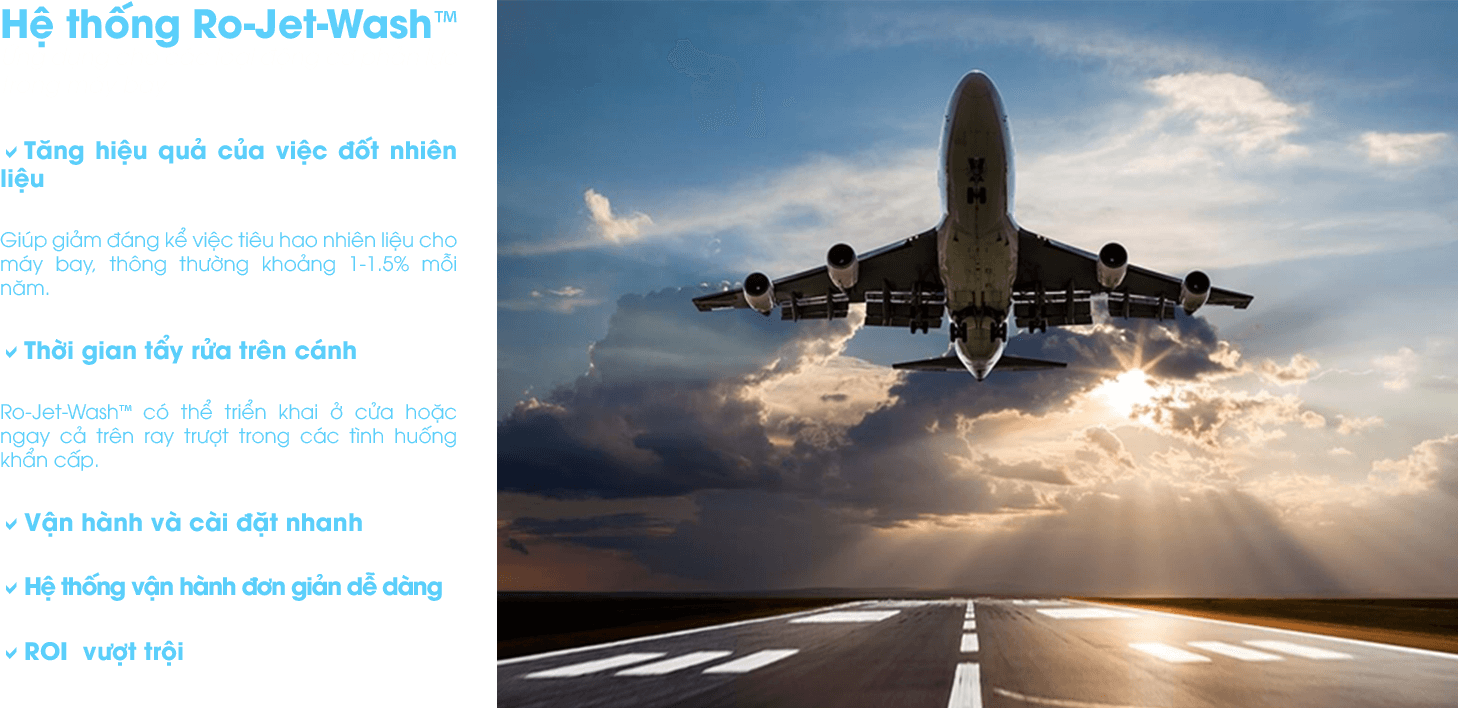 Hệ thống Ro-Jet-Wash™
Tăng hiệu quả của việc đốt nhiên
liệu
Giúp giảm đáng kể việc tiêu hao nhiên liệu cho
máy bay, thông thường khoảng 1-1.5% mỗi
năm.
Thời gian tẩy rửa trên cánh
Ro-Jet-Wash™ có thể triển khai ở cửa hoặc
ngay cả trên ray trượt trong các tình huống
khẩn cấp.
Vận hành và cài đặt nhanh
Hệ thống vận hành đơn giản dễ dàng
ROI vượt trội